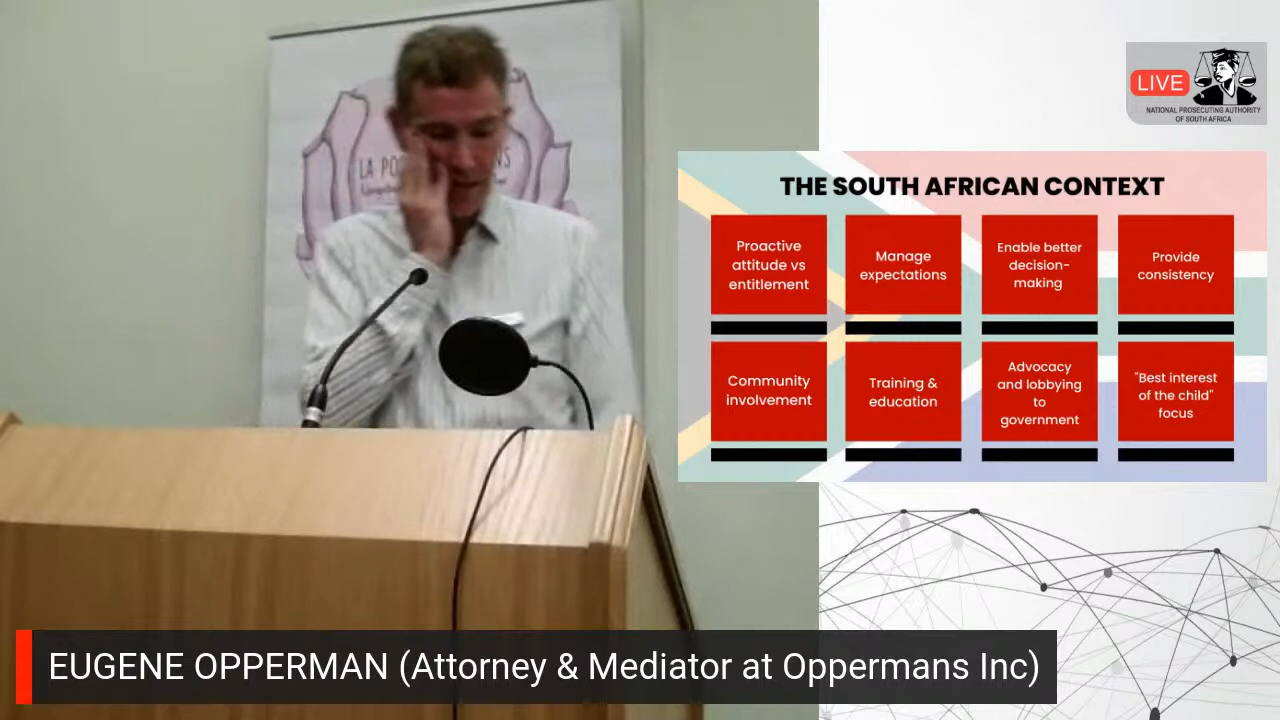 LIVE
NATIONAL PROSECUTING AUTHORITY
OF SOUTH AFRICA
THE SOUTH AFRICAN CONTEXT
Proactive
attitude vs
entitlement
Manage
expectations
Enable better
decision-
making
Provide
consistency
Community
involvement
Training &
education
Advocacy
and lobbying
to
government
"Best interest
of the child"
focus
LA
EUGENE OPPERMAN (Attorney & Mediator at Oppermans Inc)